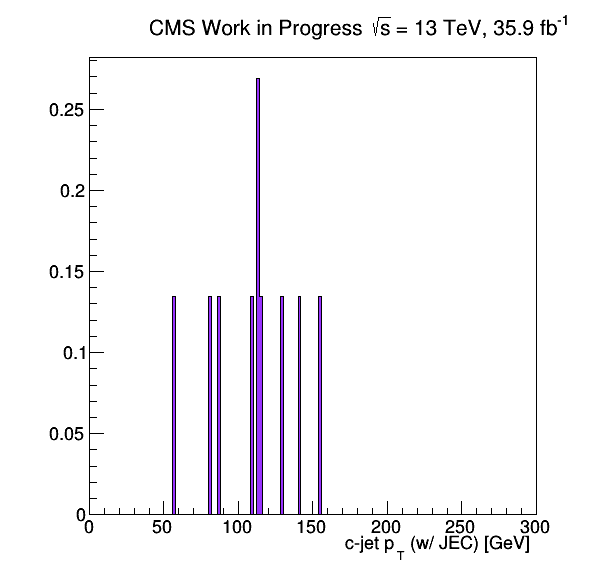 CMS Work in Progress √s = 13 TeV, 35.9 fb⁻¹
0.25
0.2
0.15
0.1
0.05
0
0 50 100 150 200 250 300
c-jet p_T (w/ JEC) [GeV]